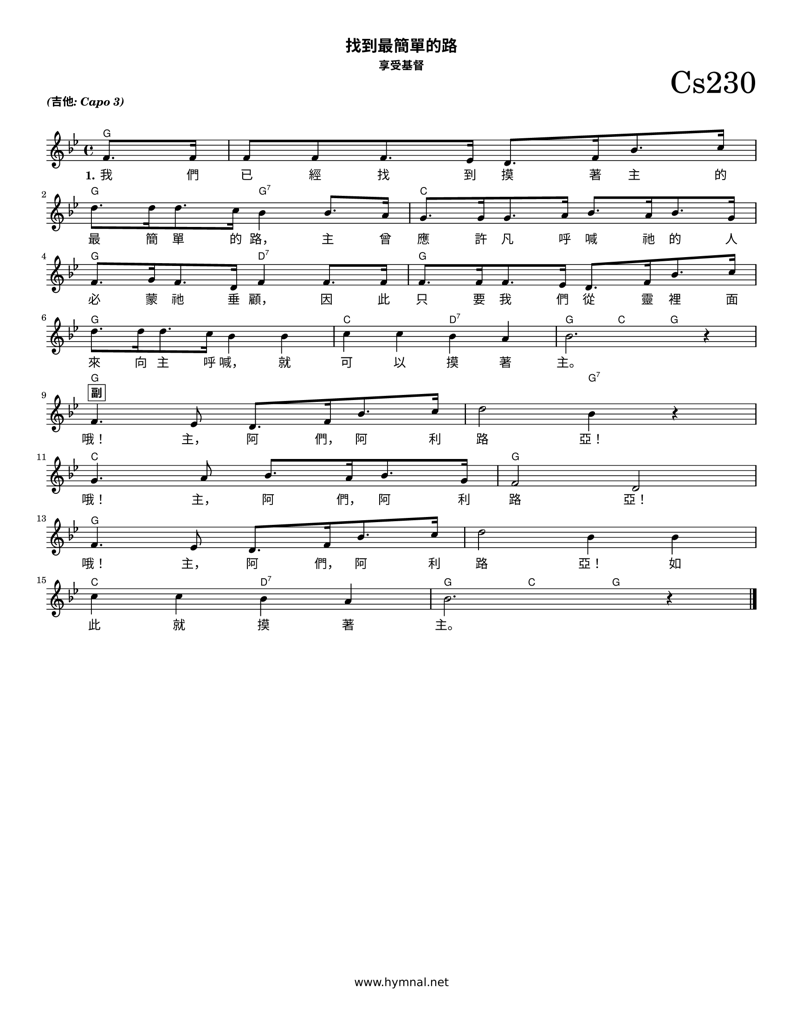 找到最簡單的路
享受基督
Cs230
(吉他: Capo 3)
G
1. 我 們 已 經 找 到 摸 著 主 的
2 G G7 C
最 簡 單 的 路, 主 曾 應 許 凡 呼 喊 祂 的 人
4 G D7 G
必 蒙 祂 垂 顧, 因 此 只 要 我 們 從 靈 裡 面
6 G C D7 G C G
來 向 主 呼 喊, 就 可 以 摸 著 主。
9 G G7
副
哦! 主, 阿 們, 阿 利 路 亞!
11 C G
哦! 主, 阿 們, 阿 利 路 亞!
13 G
哦! 主, 阿 們, 阿 利 路 亞! 如
15 C D7 G C G
此 就 摸 著 主。
www.hymnal.net